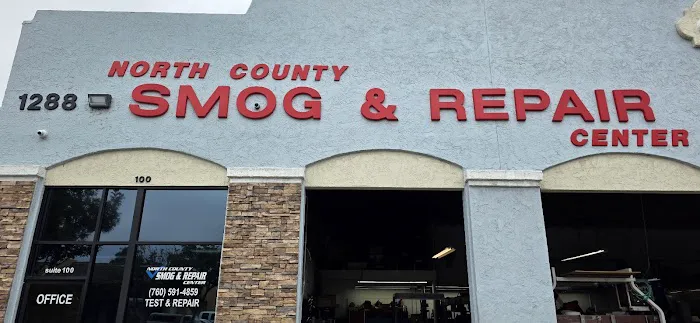 NORTH COUNTY
1288 SMOG & REPAIR
CENTER
100
suite 100
OFFICE
NORTH COUNTY
SMOG & REPAIR
CENTER
(760) 591-4859
TEST & REPAIR